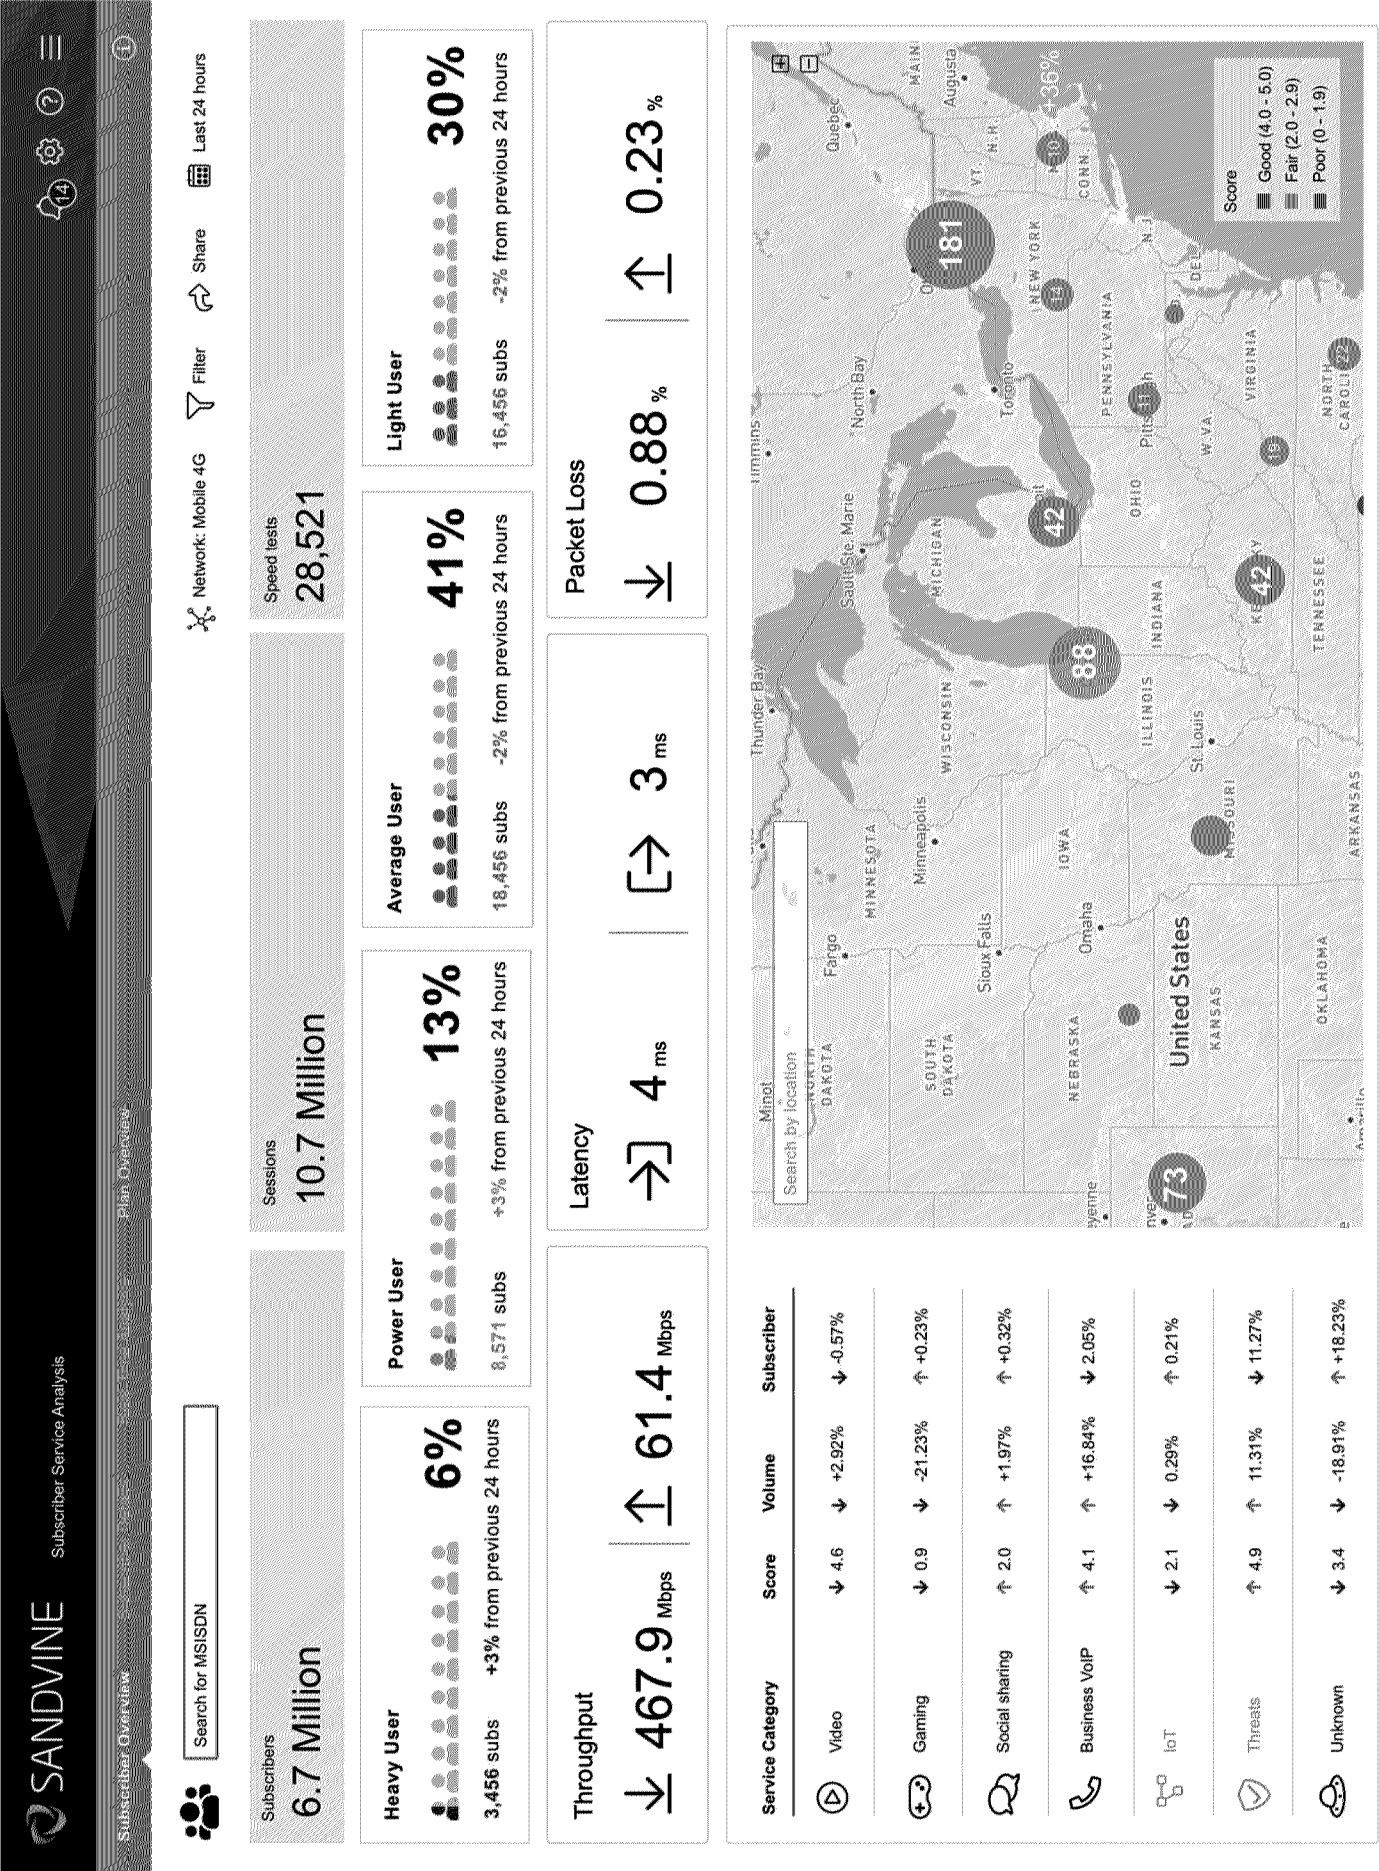 SANDVINE
Subscriber Service Analysis
14
?
Subscriber Overview
Plan Overview
i
Search for MSISDN
Network: Mobile 4G
Filter
Share
Last 24 hours
Subscribers
6.7 Million
Sessions
10.7 Million
Speed tests
28,521
Heavy User
6%
3,456 subs
+3% from previous 24 hours
Power User
13%
8,571 subs
+3% from previous 24 hours
Average User
41%
18,456 subs
-2% from previous 24 hours
Light User
30%
16,456 subs
-2% from previous 24 hours
Throughput
467.9 Mbps
61.4 Mbps
Latency
4 ms
3 ms
Packet Loss
0.88 %
0.23 %
Service Category Score Volume Subscriber
Video ↓ 4.6 ↓ +2.92% ↓ -0.57%
Gaming ↓ 0.9 ↓ -21.23% ↑ +0.23%
Social sharing ↑ 2.0 ↑ +1.97% ↑ +0.32%
Business VoIP ↑ 4.1 ↑ +16.84% ↓ 2.05%
IoT ↓ 2.1 ↓ 0.29% ↑ 0.21%
Threats ↑ 4.9 ↑ 11.31% ↓ 11.27%
Unknown ↓ 3.4 ↓ -18.91% ↑ +18.23%
Search by location
Minot
NORTH
DAKOTA
Fargo
Thunder Bay
MINNESOTA
Minneapolis
SOUTH
DAKOTA
Sioux Falls
WISCONSIN
Sault Ste. Marie
MICHIGAN
North Bay
Toronto
Quebec
MAIN
Augusta
VT.
N.H.
CONN.
+36%
181
NEW YORK
14
42
88
IOWA
Omaha
NEBRASKA
United States
KANSAS
73
ILLINOIS
INDIANA
OHIO
PENNSYLVANIA
N.J.
DEL
W.VA.
VIRGINIA
St. Louis
MISSOURI
42
TENNESSEE
NORTH
CAROLI
22
OKLAHOMA
ARKANSAS
Score
Good (4.0 - 5.0)
Fair (2.0 - 2.9)
Poor (0 - 1.9)